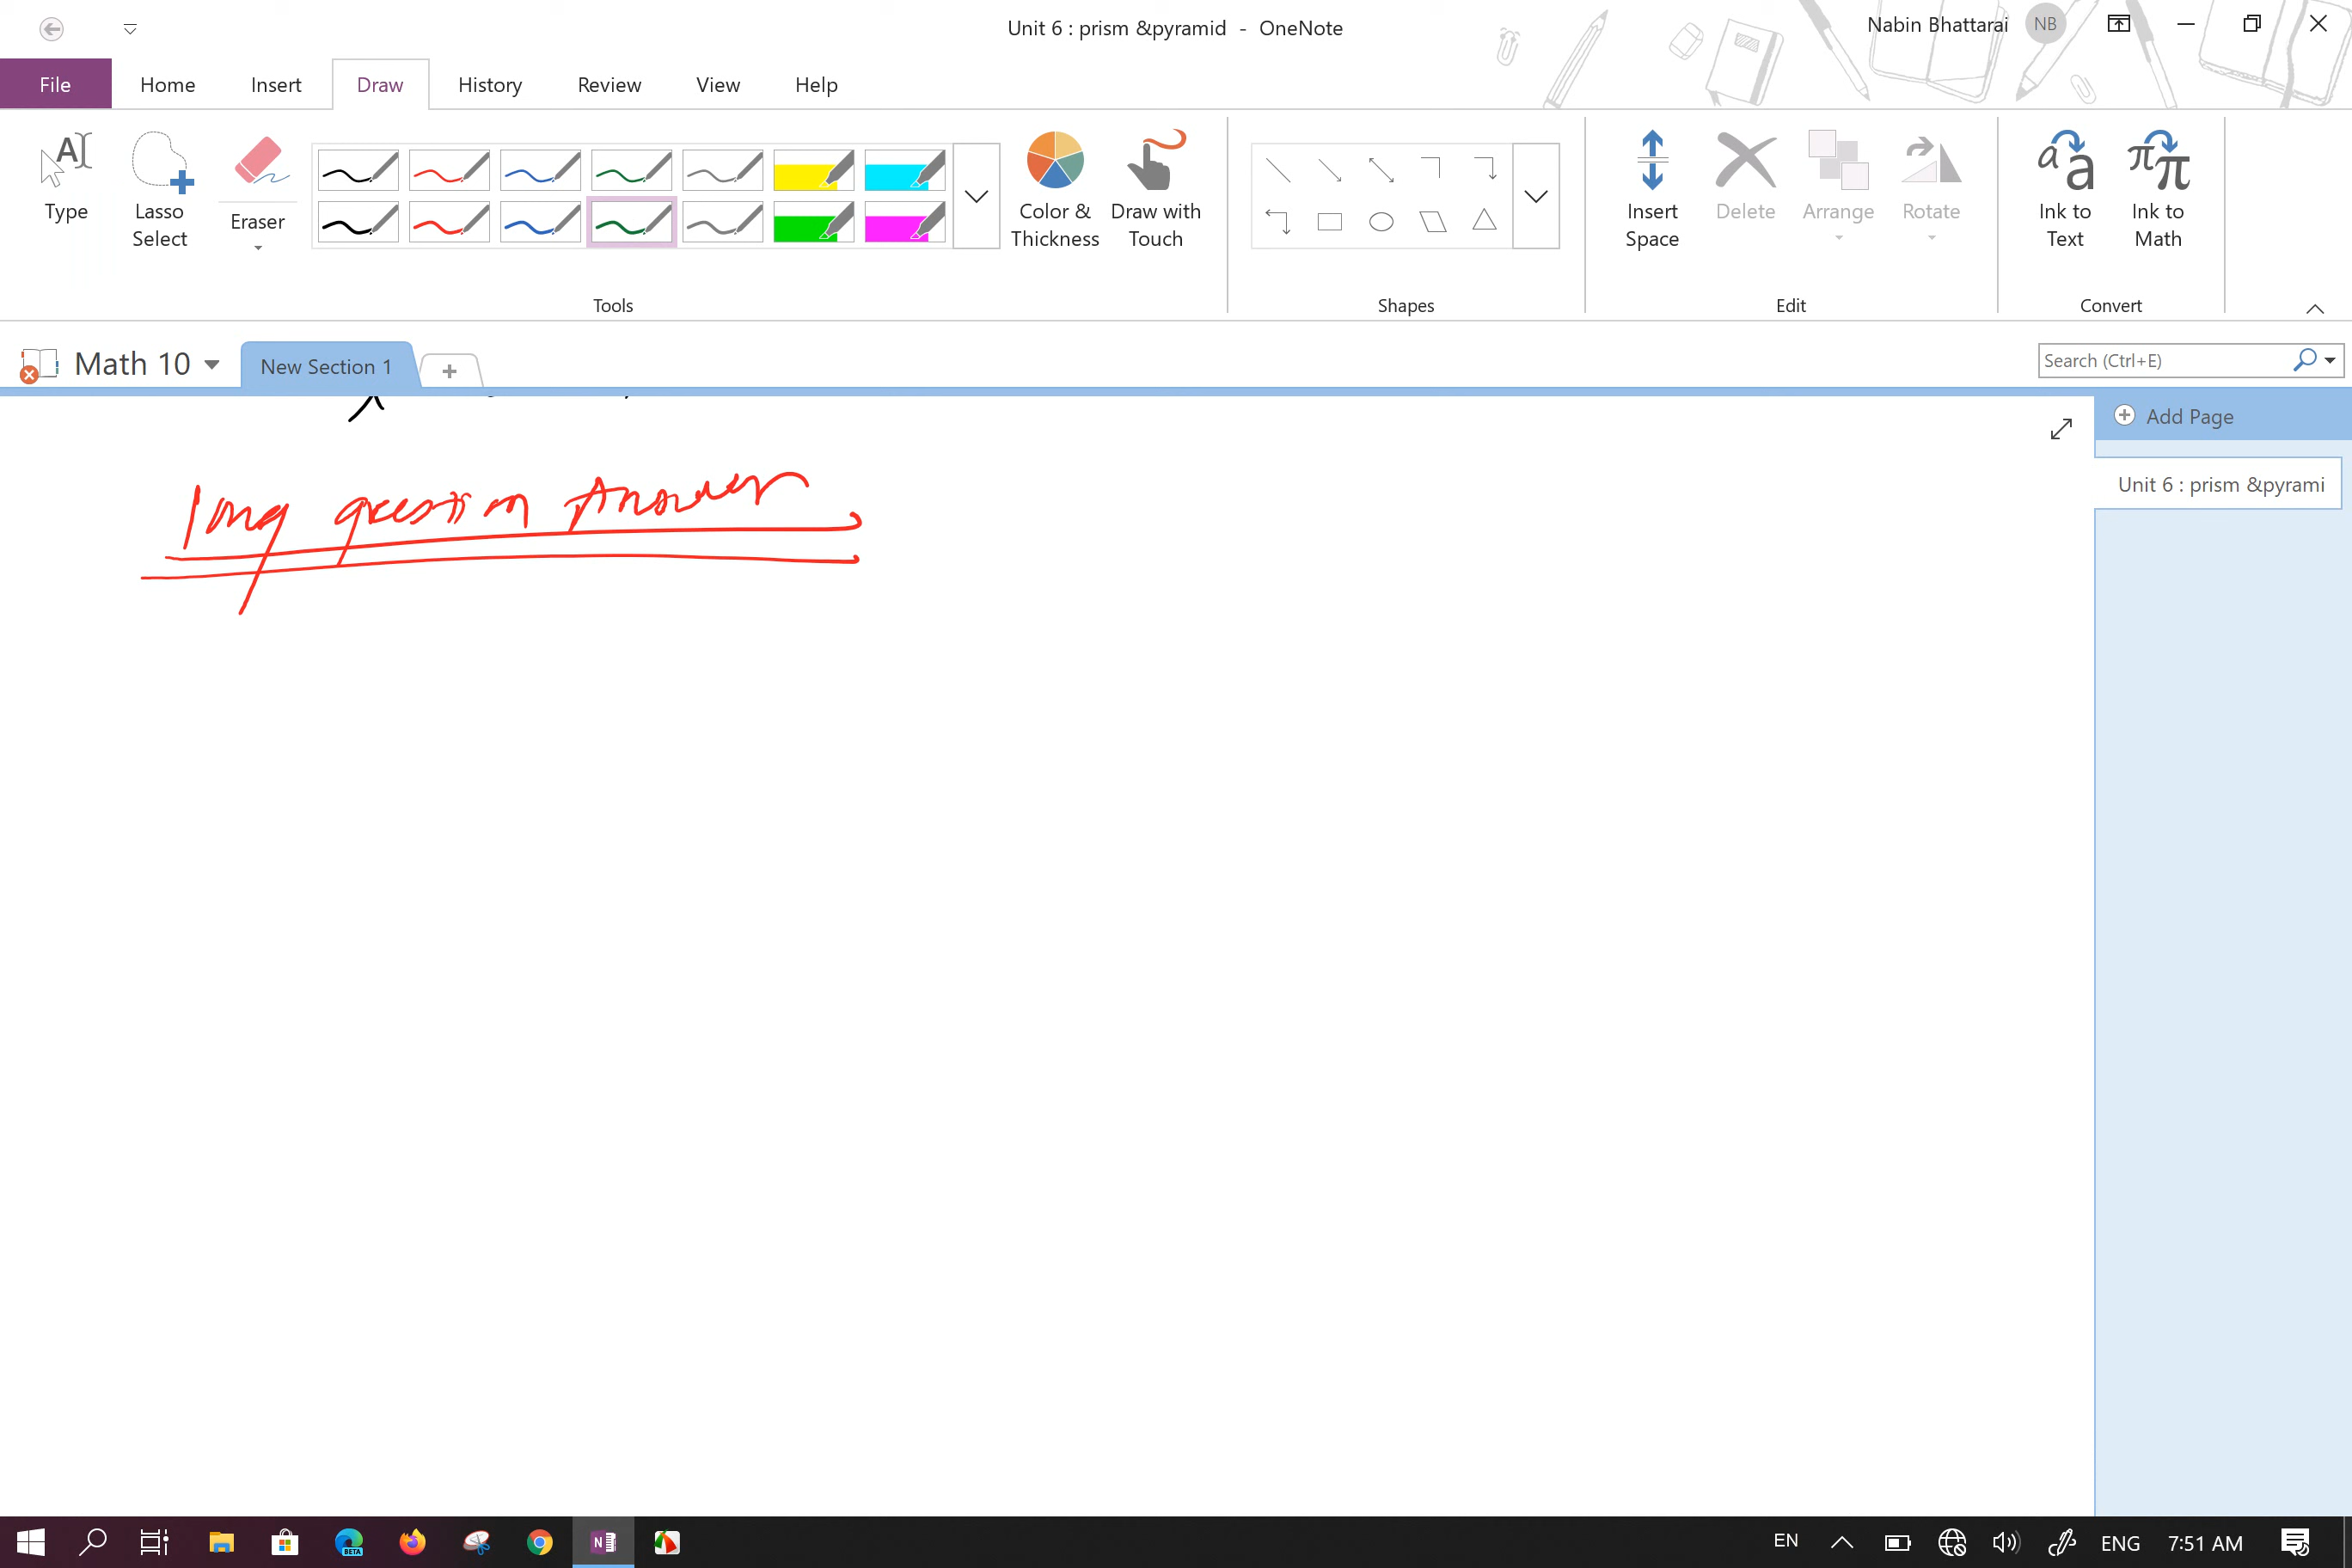 Unit 6 : prism &pyramid - OneNote
Nabin Bhattarai NB
File Home Insert Draw History Review View Help
Type
Lasso Select
Eraser
Color & Thickness
Draw with Touch
Insert Space
Delete
Arrange
Rotate
Ink to Text
Ink to Math
Tools Shapes Edit Convert
Math 10 New Section 1 + Search (Ctrl+E)
Add Page
Unit 6 : prism &pyrami
long question Answer
BETA
N
EN ENG 7:51 AM